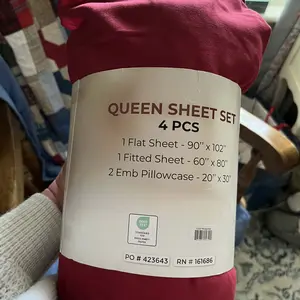 QUEEN SHEET SET
4 PCS
1 Flat Sheet - 90” x 102”
1 Fitted Sheet - 60” x 80”
2 Emb Pillowcase - 20” x 30”
PO # 423643
RN # 161686